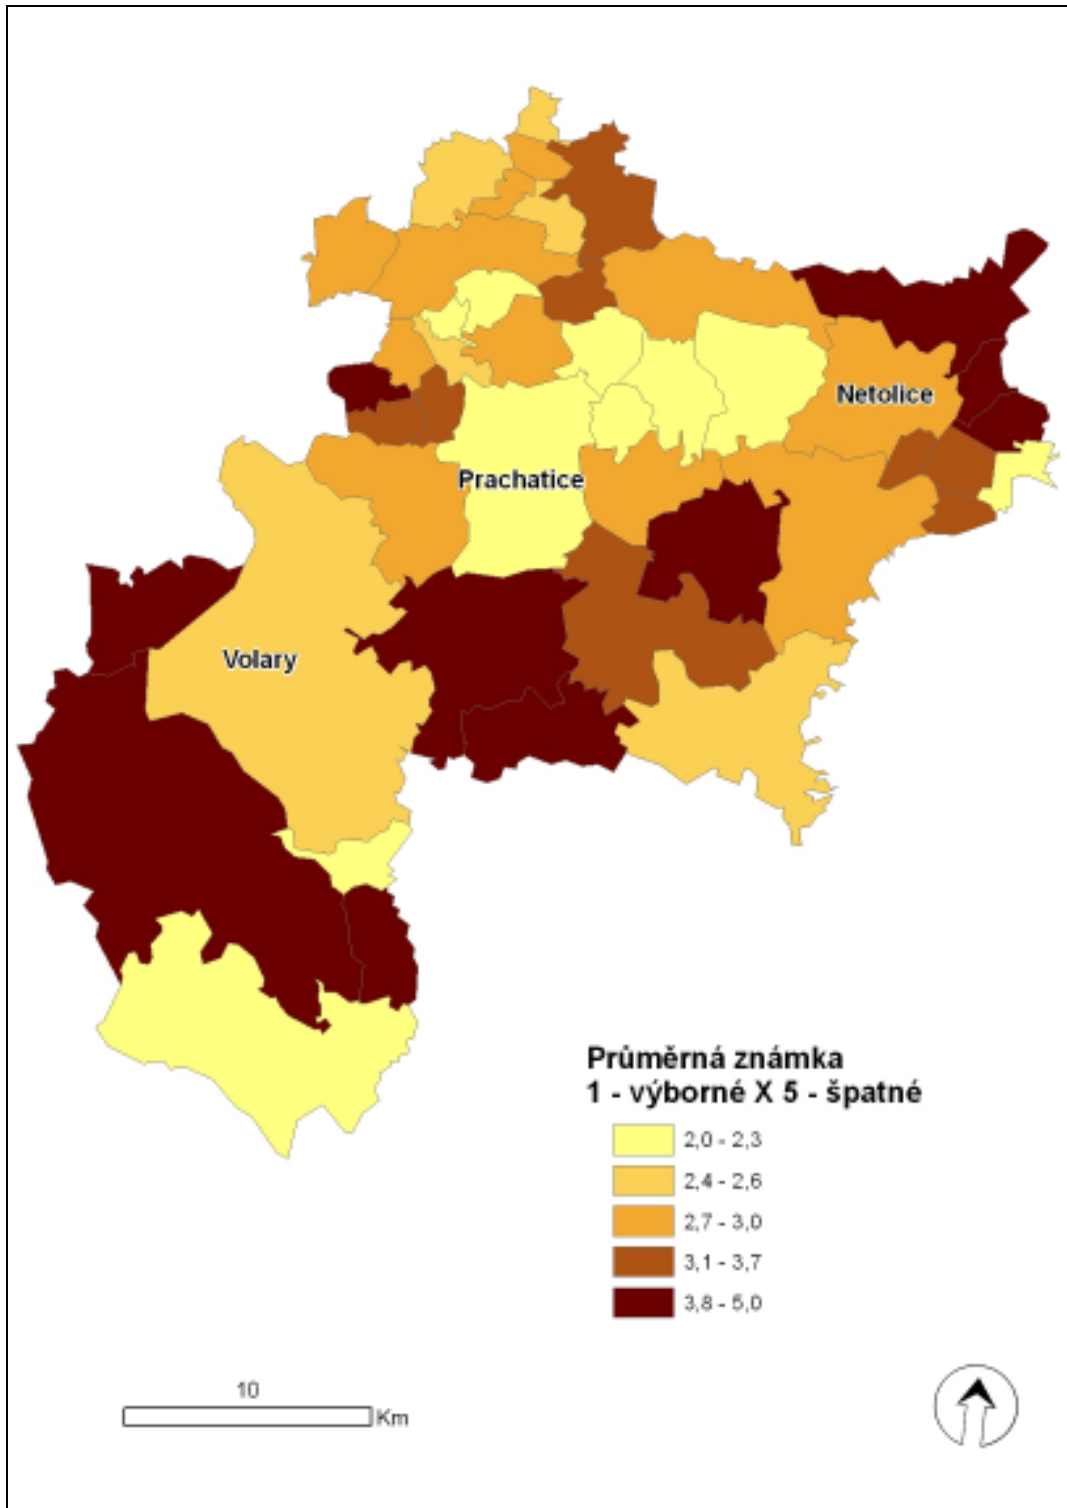 Netolice
Prachatice
Volary
Průměrná známka
1 - výborné X 5 - špatné
2,0 - 2,3
2,4 - 2,6
2,7 - 3,0
3,1 - 3,7
3,8 - 5,0
10
Km